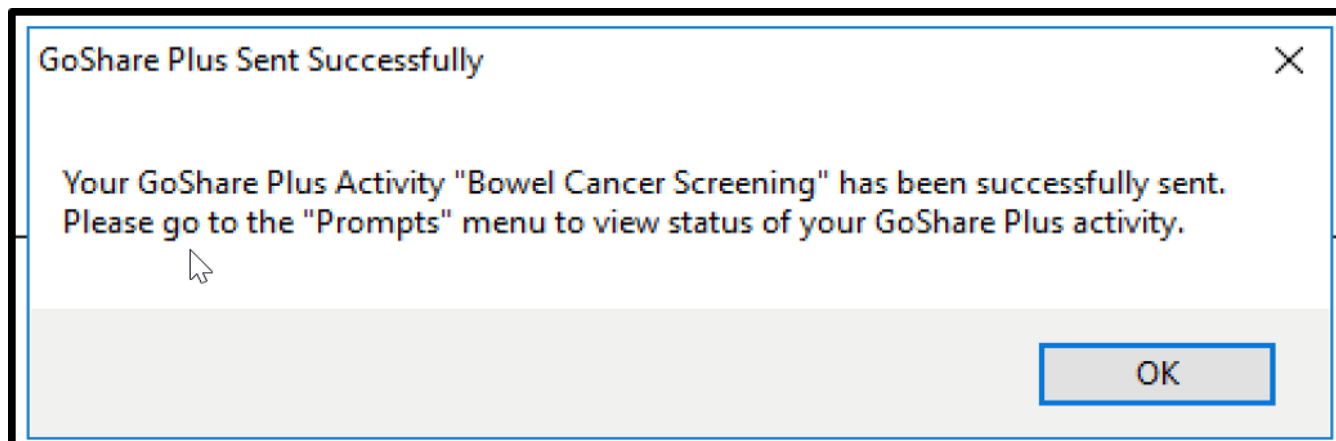 GoShare Plus Sent Successfully
Your GoShare Plus Activity "Bowel Cancer Screening" has been successfully sent.
Please go to the "Prompts" menu to view status of your GoShare Plus activity.
OK